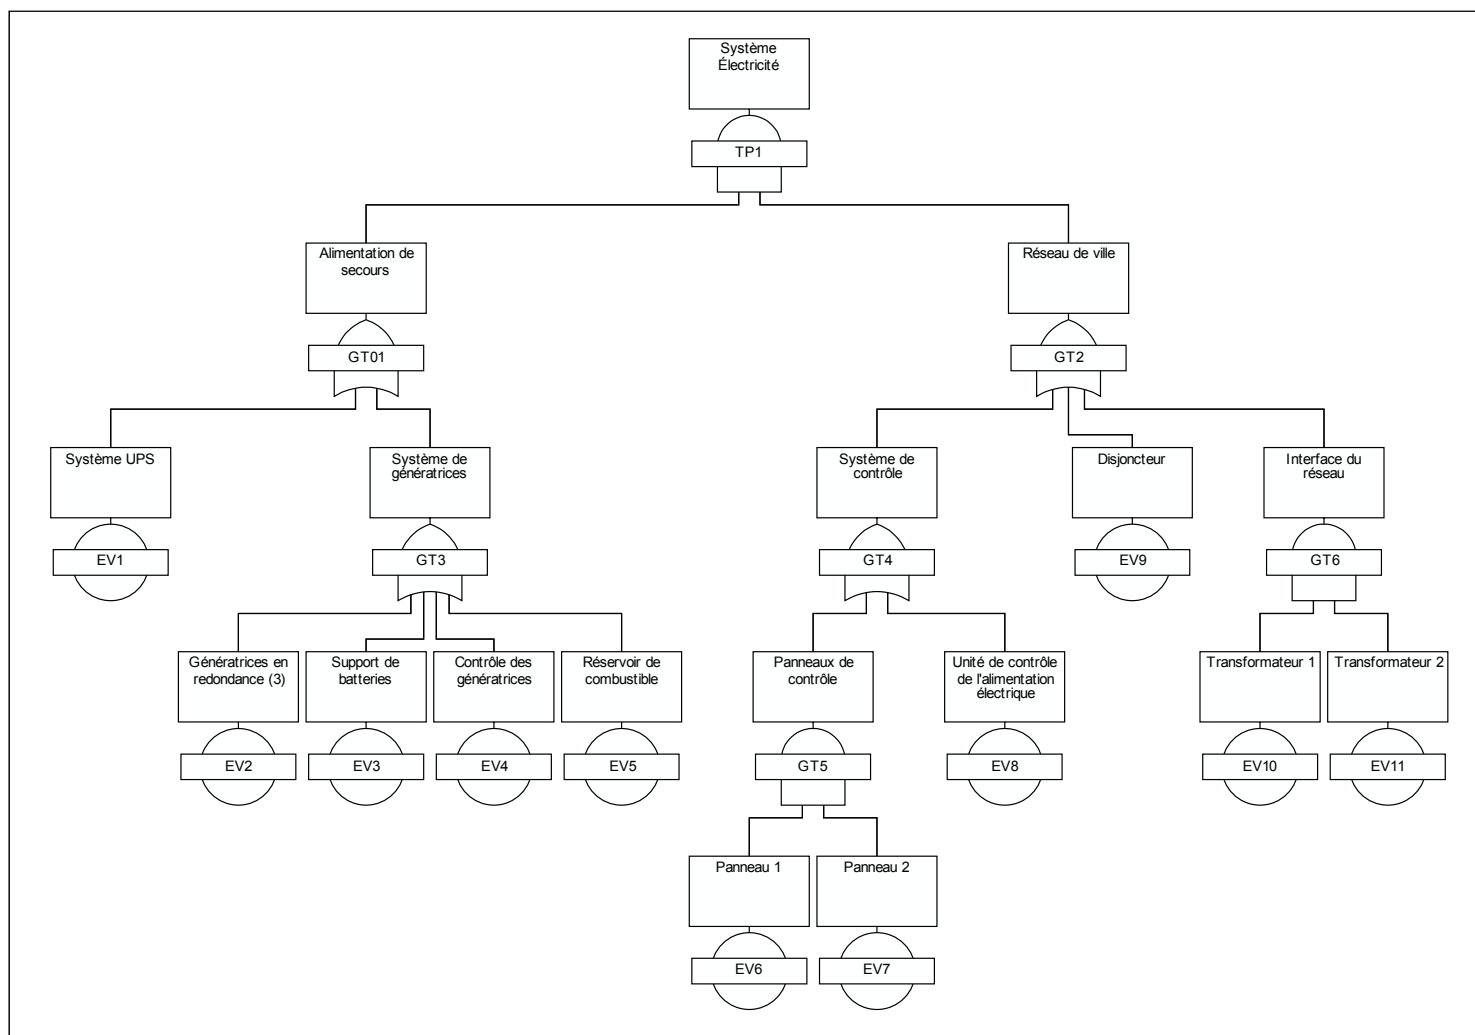 Système
Électricité
TP1
Alimentation de
secours
Réseau de ville
GT01
GT2
Système UPS
Système de
génératrices
Système de
contrôle
Disjoncteur
Interface du
réseau
EV1
GT3
GT4
EV9
GT6
Génératrices en
redondance (3)
Support de
batteries
Contrôle des
génératrices
Réservoir de
combustible
Panneaux de
contrôle
Unité de contrôle
de l'alimentation
électrique
Transformateur 1
Transformateur 2
EV2
EV3
EV4
EV5
GT5
EV8
EV10
EV11
Panneau 1
Panneau 2
EV6
EV7